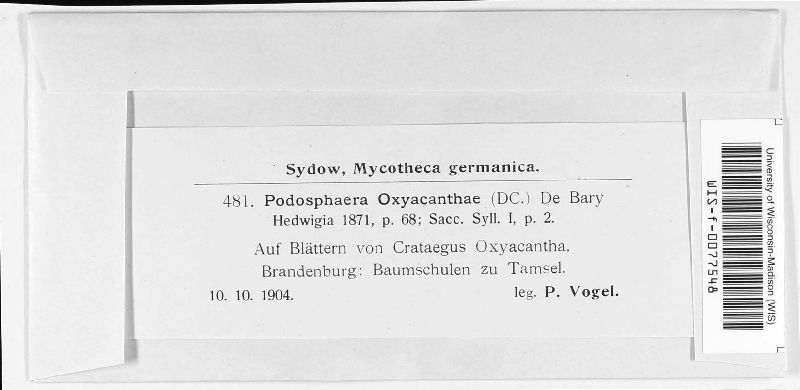 Sydow, Mycotheca germanica.
481. Podosphaera Oxyacanthae (DC.) De Bary
Hedwigia 1871, p. 68; Sacc. Syll. I, p. 2.
Auf Blättern von Crataegus Oxyacantha.
Brandenburg: Baumschulen zu Tamsel.
10. 10. 1904. leg. P. Vogel.
University of Wisconsin-Madison (WIS)
WIS-f-0077548